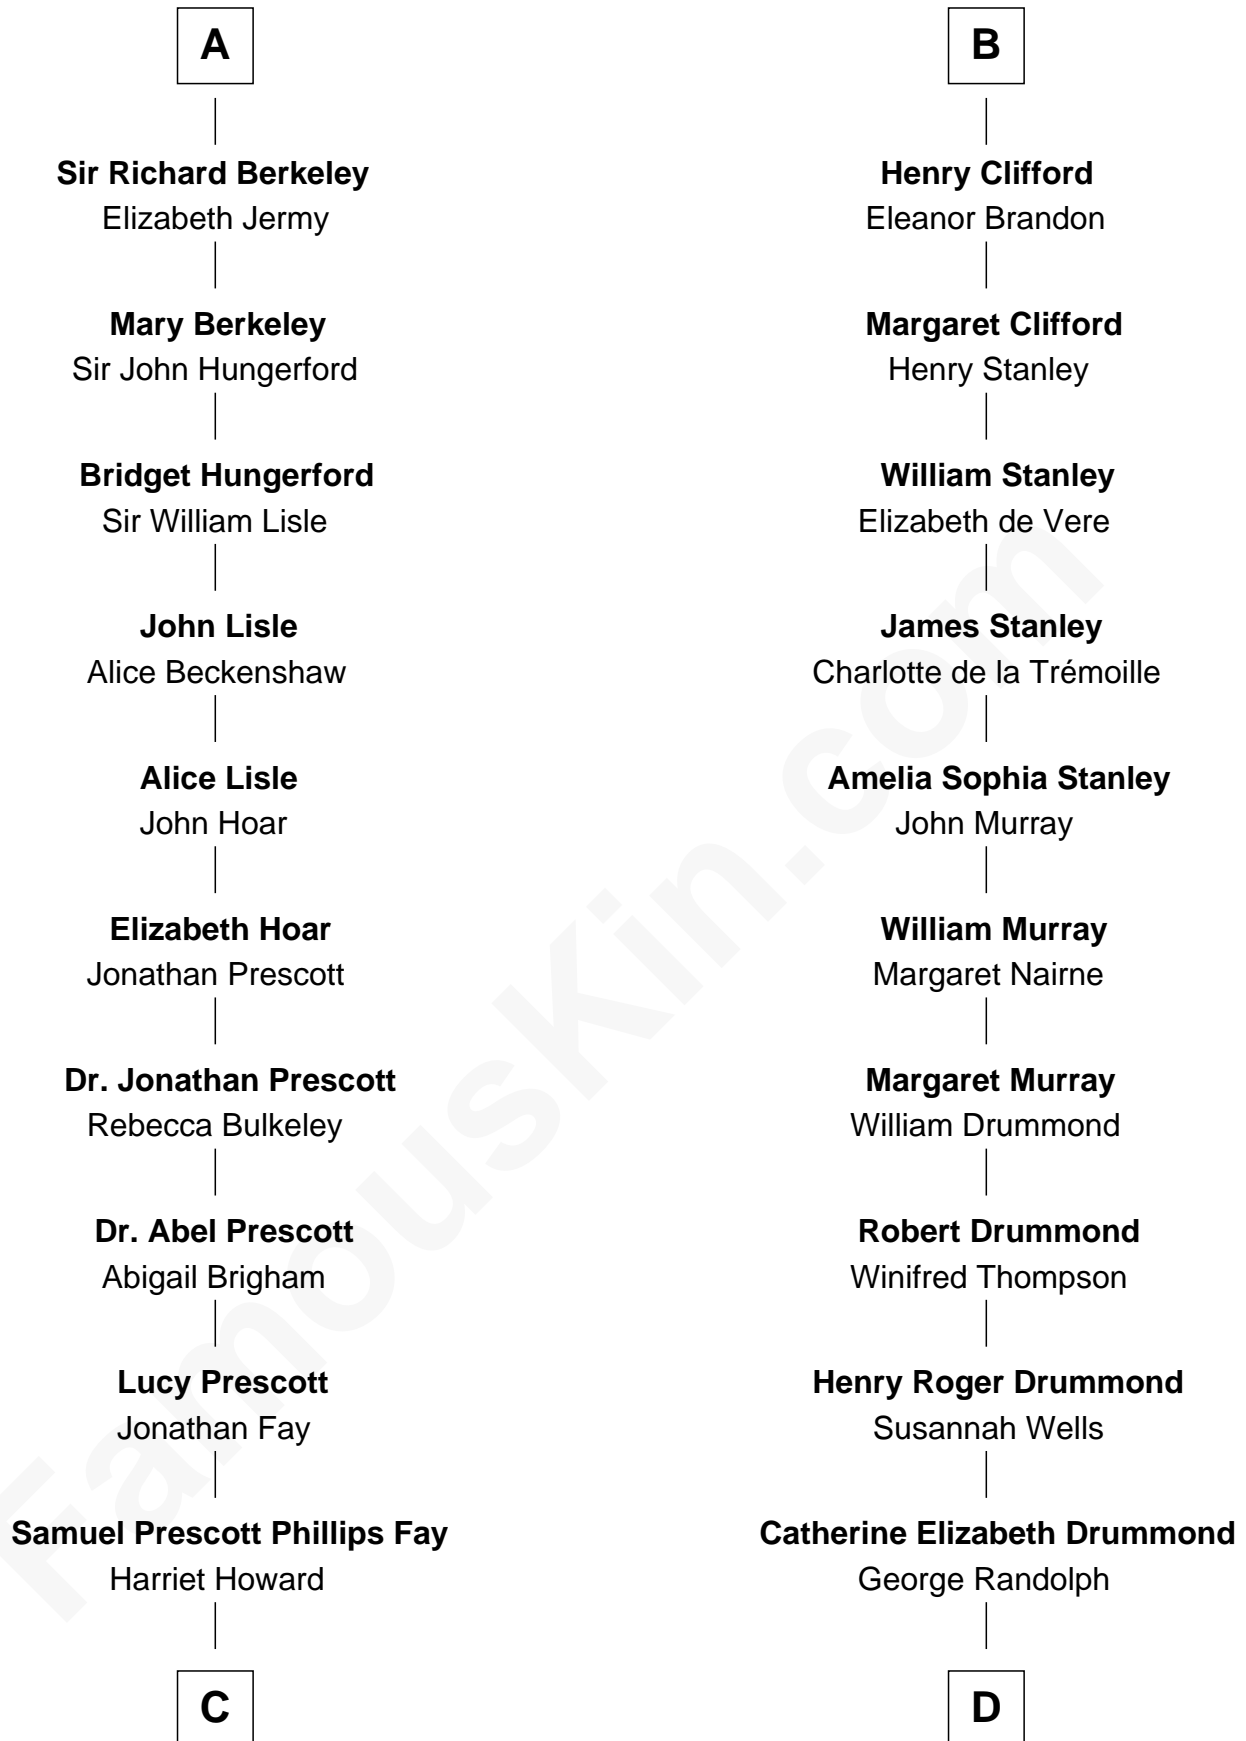 A
Sir Richard Berkeley
Elizabeth Jermy
Mary Berkeley
Sir John Hungerford
Bridget Hungerford
Sir William Lisle
John Lisle
Alice Beckenshaw
Alice Lisle
John Hoar
Elizabeth Hoar
Jonathan Prescott
Dr. Jonathan Prescott
Rebecca Bulkeley
Dr. Abel Prescott
Abigail Brigham
Lucy Prescott
Jonathan Fay
Samuel Prescott Phillips Fay
Harriet Howard
C
B
Henry Clifford
Eleanor Brandon
Margaret Clifford
Henry Stanley
William Stanley
Elizabeth de Vere
James Stanley
Charlotte de la Trémoille
Amelia Sophia Stanley
John Murray
William Murray
Margaret Nairne
Margaret Murray
William Drummond
Robert Drummond
Winifred Thompson
Henry Roger Drummond
Susannah Wells
Catherine Elizabeth Drummond
George Randolph
D
FamousKin.com